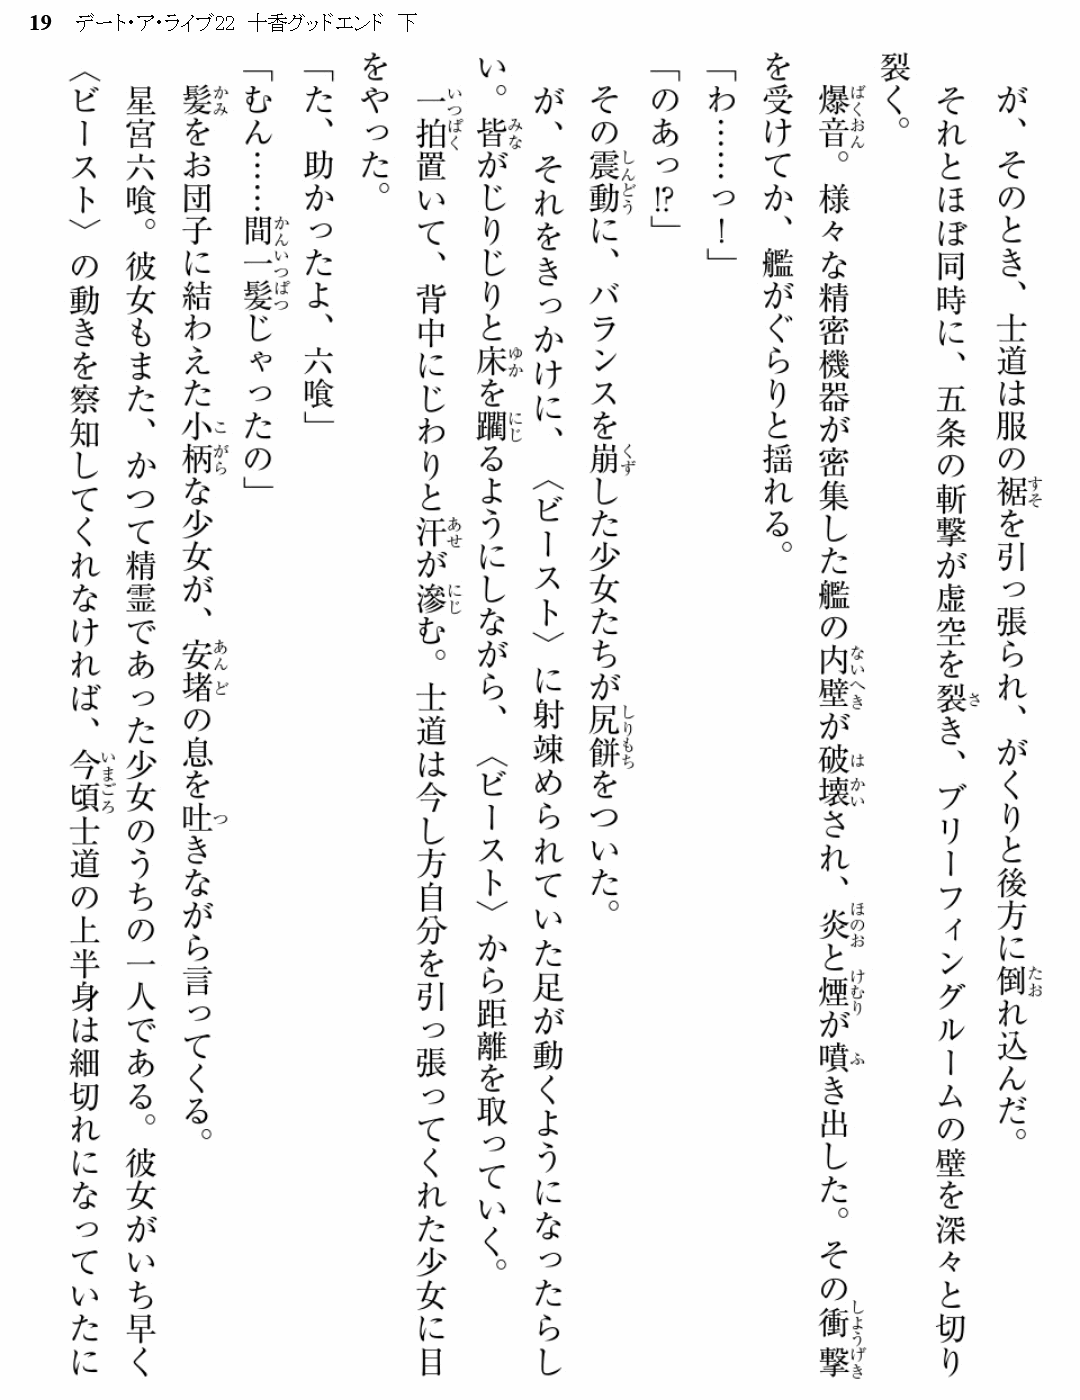 19 デート・ア・ライブ22 十香グッドエンド 下
が、そのとき、士道は服の裾を引っ張られ、がくりと後方に倒れ込んだ。
それとほぼ同時に、五条の斬撃が虚空を裂き、ブリーフィングルームの壁を深々と切り
裂く。
爆音。様々な精密機器が密集した艦の内壁が破壊され、炎と煙が噴き出した。その衝撃
を受けてか、艦がぐらりと揺れる。
「わ……っ！」
「のあっ!?」
その震動に、バランスを崩した少女たちが尻餅をついた。
が、それをきっかけに、〈ビースト〉に射竦められていた足が動くようになったらし
い。皆がじりじりと床を躙るようにしながら、〈ビースト〉から距離を取っていく。
一拍置いて、背中にじわりと汗が滲む。士道は今し方自分を引っ張ってくれた少女に目
をやった。
「た、助かったよ、六喰」
「むん……間一髪じゃったの」
髪をお団子に結わえた小柄な少女が、安堵の息を吐きながら言ってくる。
星宮六喰。彼女もまた、かつて精霊であった少女のうちの一人である。彼女がいち早く
〈ビースト〉の動きを察知してくれなければ、今頃士道の上半身は細切れになっていたに